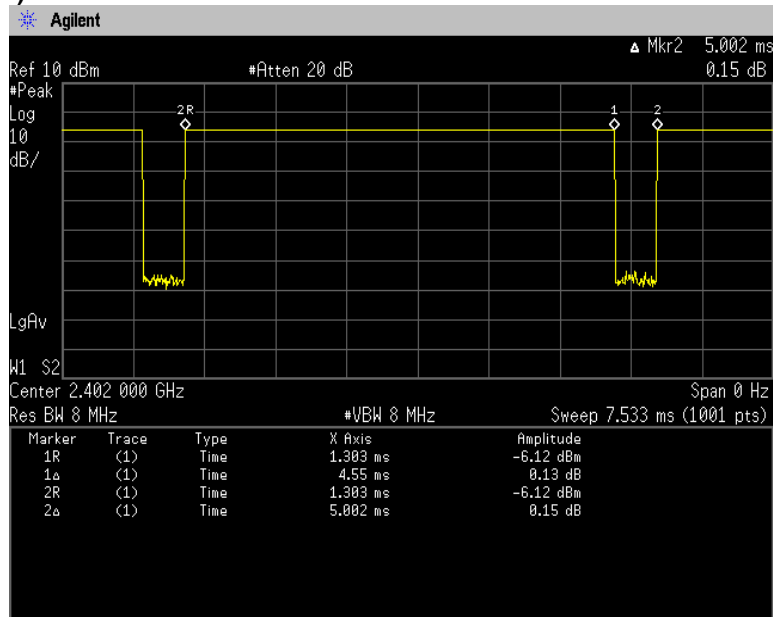 Agilent
Δ Mkr2 5.002 ms
Ref 10 dBm #Atten 20 dB 0.15 dB
#Peak
Log
10
dB/
2R 1 2
LgAv
W1 S2
Center 2.402 000 GHz Span 0 Hz
Res BW 8 MHz #VBW 8 MHz Sweep 7.533 ms (1001 pts)
Marker Trace Type X Axis Amplitude
1R (1) Time 1.303 ms -6.12 dBm
1Δ (1) Time 4.55 ms 0.13 dB
2R (1) Time 1.303 ms -6.12 dBm
2Δ (1) Time 5.002 ms 0.15 dB